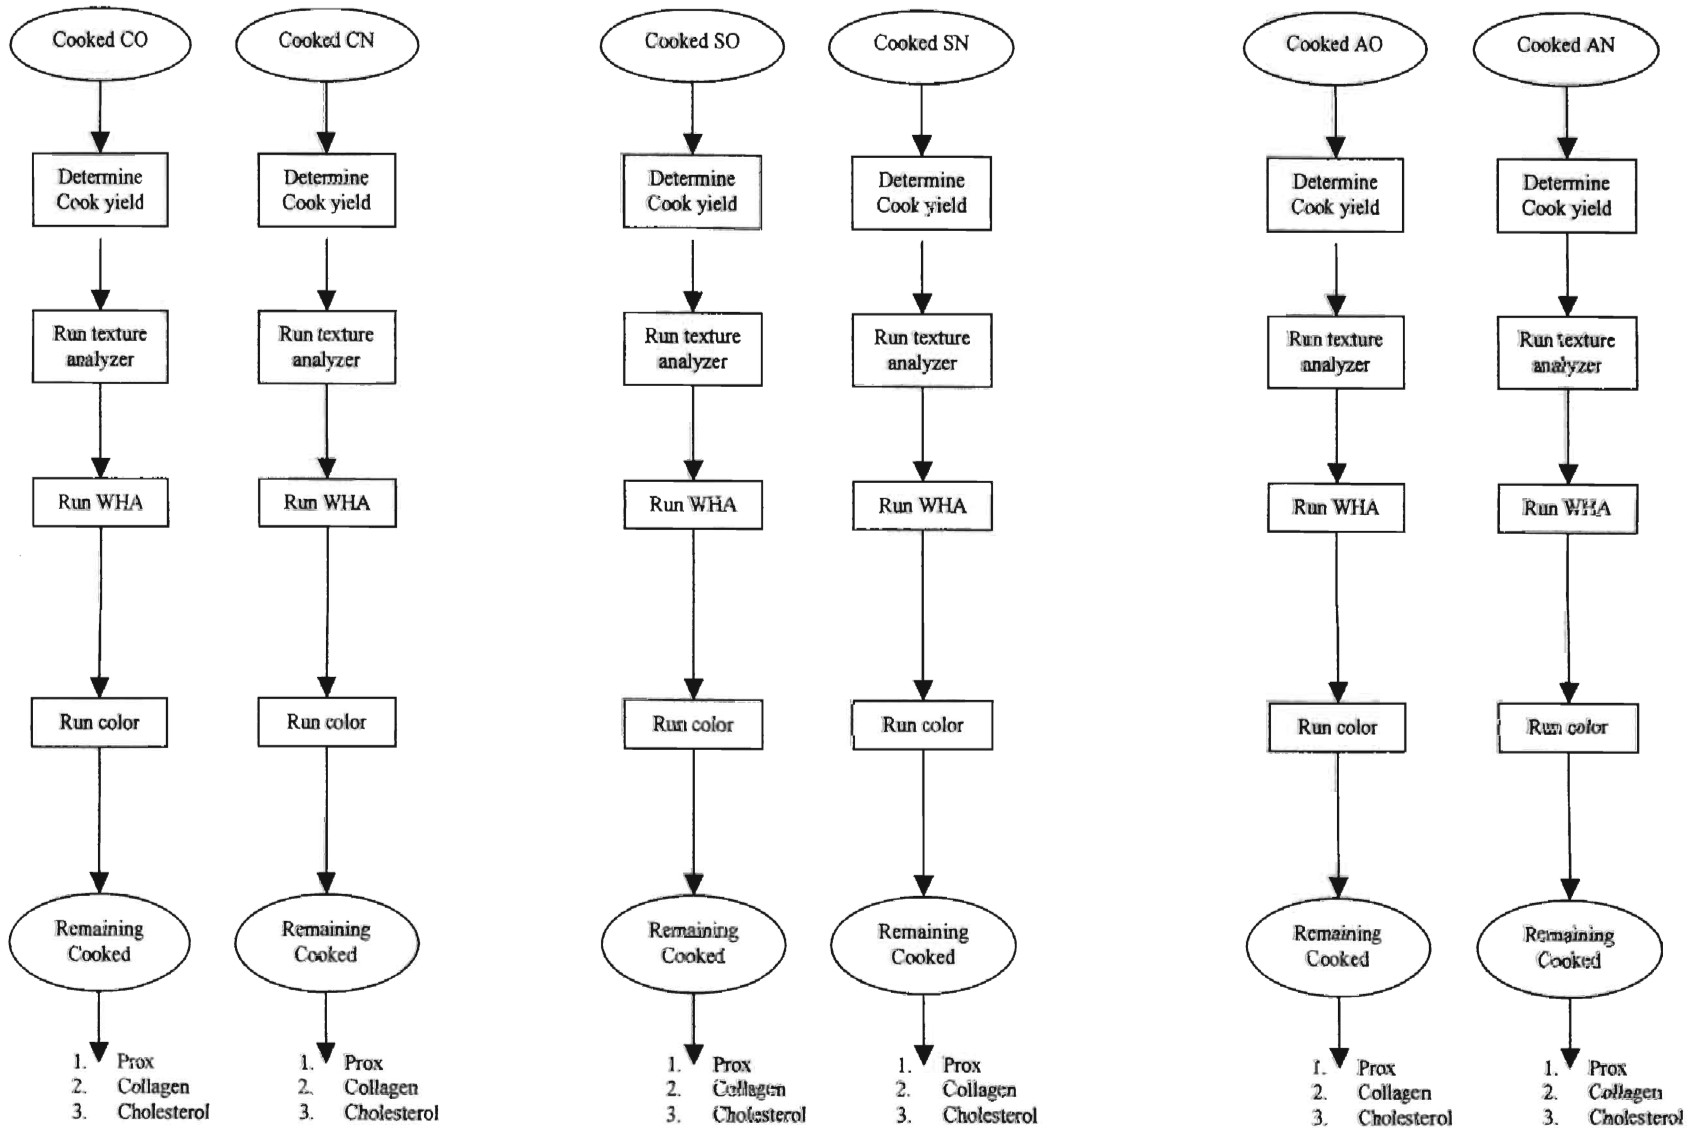 Cooked CO
Cooked CN
Cooked SO
Cooked SN
Cooked AO
Cooked AN
Determine
Cook yield
Determine
Cook yield
Determine
Cook yield
Determine
Cook yield
Determine
Cook yield
Determine
Cook yield
Run texture
analyzer
Run texture
analyzer
Run texture
analyzer
Run texture
analyzer
Run texture
analyzer
Run texture
analyzer
Run WHA
Run WHA
Run WHA
Run WHA
Run WHA
Run WHA
Run color
Run color
Run color
Run color
Run color
Run color
Remaining
Cooked
Remaining
Cooked
Remaining
Cooked
Remaining
Cooked
Remaining
Cooked
Remaining
Cooked
1. Prox
2. Collagen
3. Cholesterol
1. Prox
2. Collagen
3. Cholesterol
1. Prox
2. Collagen
3. Cholesterol
1. Prox
2. Collagen
3. Cholesterol
1. Prox
2. Collagen
3. Cholesterol
1. Prox
2. Collagen
3. Cholesterol